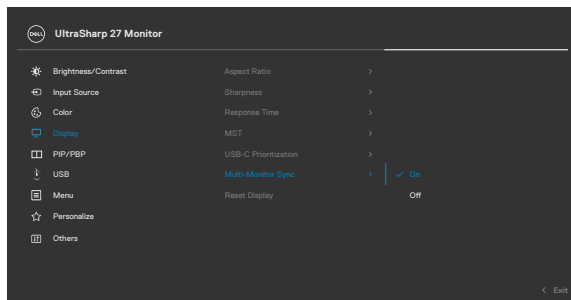 DELL UltraSharp 27 Monitor
Brightness/Contrast Aspect Ratio >
Input Source Sharpness >
Color Response Time >
Display MST >
PIP/PBP USB-C Prioritization >
USB Multi-Monitor Sync > ✓ On
Menu Reset Display Off
Personalize
Others
< Exit